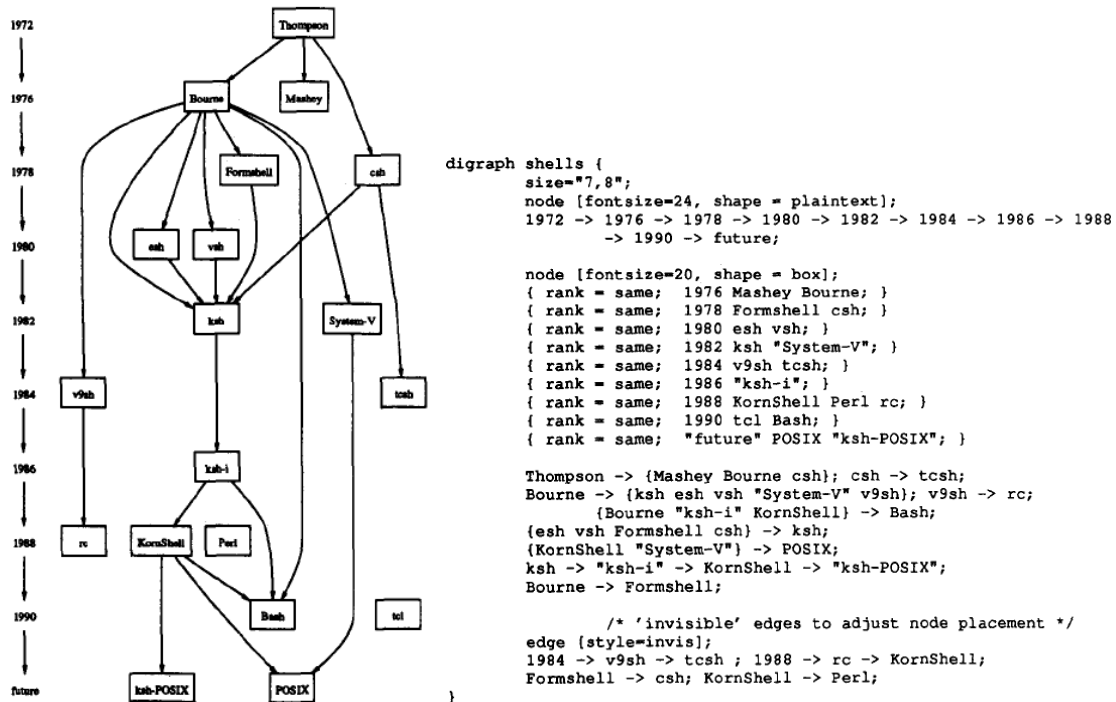 1972
Thompson
1976
Bourne
Mashey
1978
Formshell
csh
1980
esh
vsh
1982
ksh
System-V
1984
v9sh
tcsh
1986
ksh-i
1988
rc
KornShell
Perl
1990
Bash
tcl
future
ksh-POSIX
POSIX
digraph shells {
size="7,8";
node [fontsize=24, shape = plaintext];
1972 -> 1976 -> 1978 -> 1980 -> 1982 -> 1984 -> 1986 -> 1988
-> 1990 -> future;
node [fontsize=20, shape = box];
{ rank = same; 1976 Mashey Bourne; }
{ rank = same; 1978 Formshell csh; }
{ rank = same; 1980 esh vsh; }
{ rank = same; 1982 ksh "System-V"; }
{ rank = same; 1984 v9sh tcsh; }
{ rank = same; 1986 "ksh-i"; }
{ rank = same; 1988 KornShell Perl rc; }
{ rank = same; 1990 tcl Bash; }
{ rank = same; "future" POSIX "ksh-POSIX"; }
Thompson -> {Mashey Bourne csh}; csh -> tcsh;
Bourne -> {ksh esh vsh "System-V" v9sh}; v9sh -> rc;
{Bourne "ksh-i" KornShell} -> Bash;
{esh vsh Formshell csh} -> ksh;
{KornShell "System-V"} -> POSIX;
ksh -> "ksh-i" -> KornShell -> "ksh-POSIX";
Bourne -> Formshell;
/* 'invisible' edges to adjust node placement */
edge [style=invis];
1984 -> v9sh -> tcsh ; 1988 -> rc -> KornShell;
Formshell -> csh; KornShell -> Perl;
}